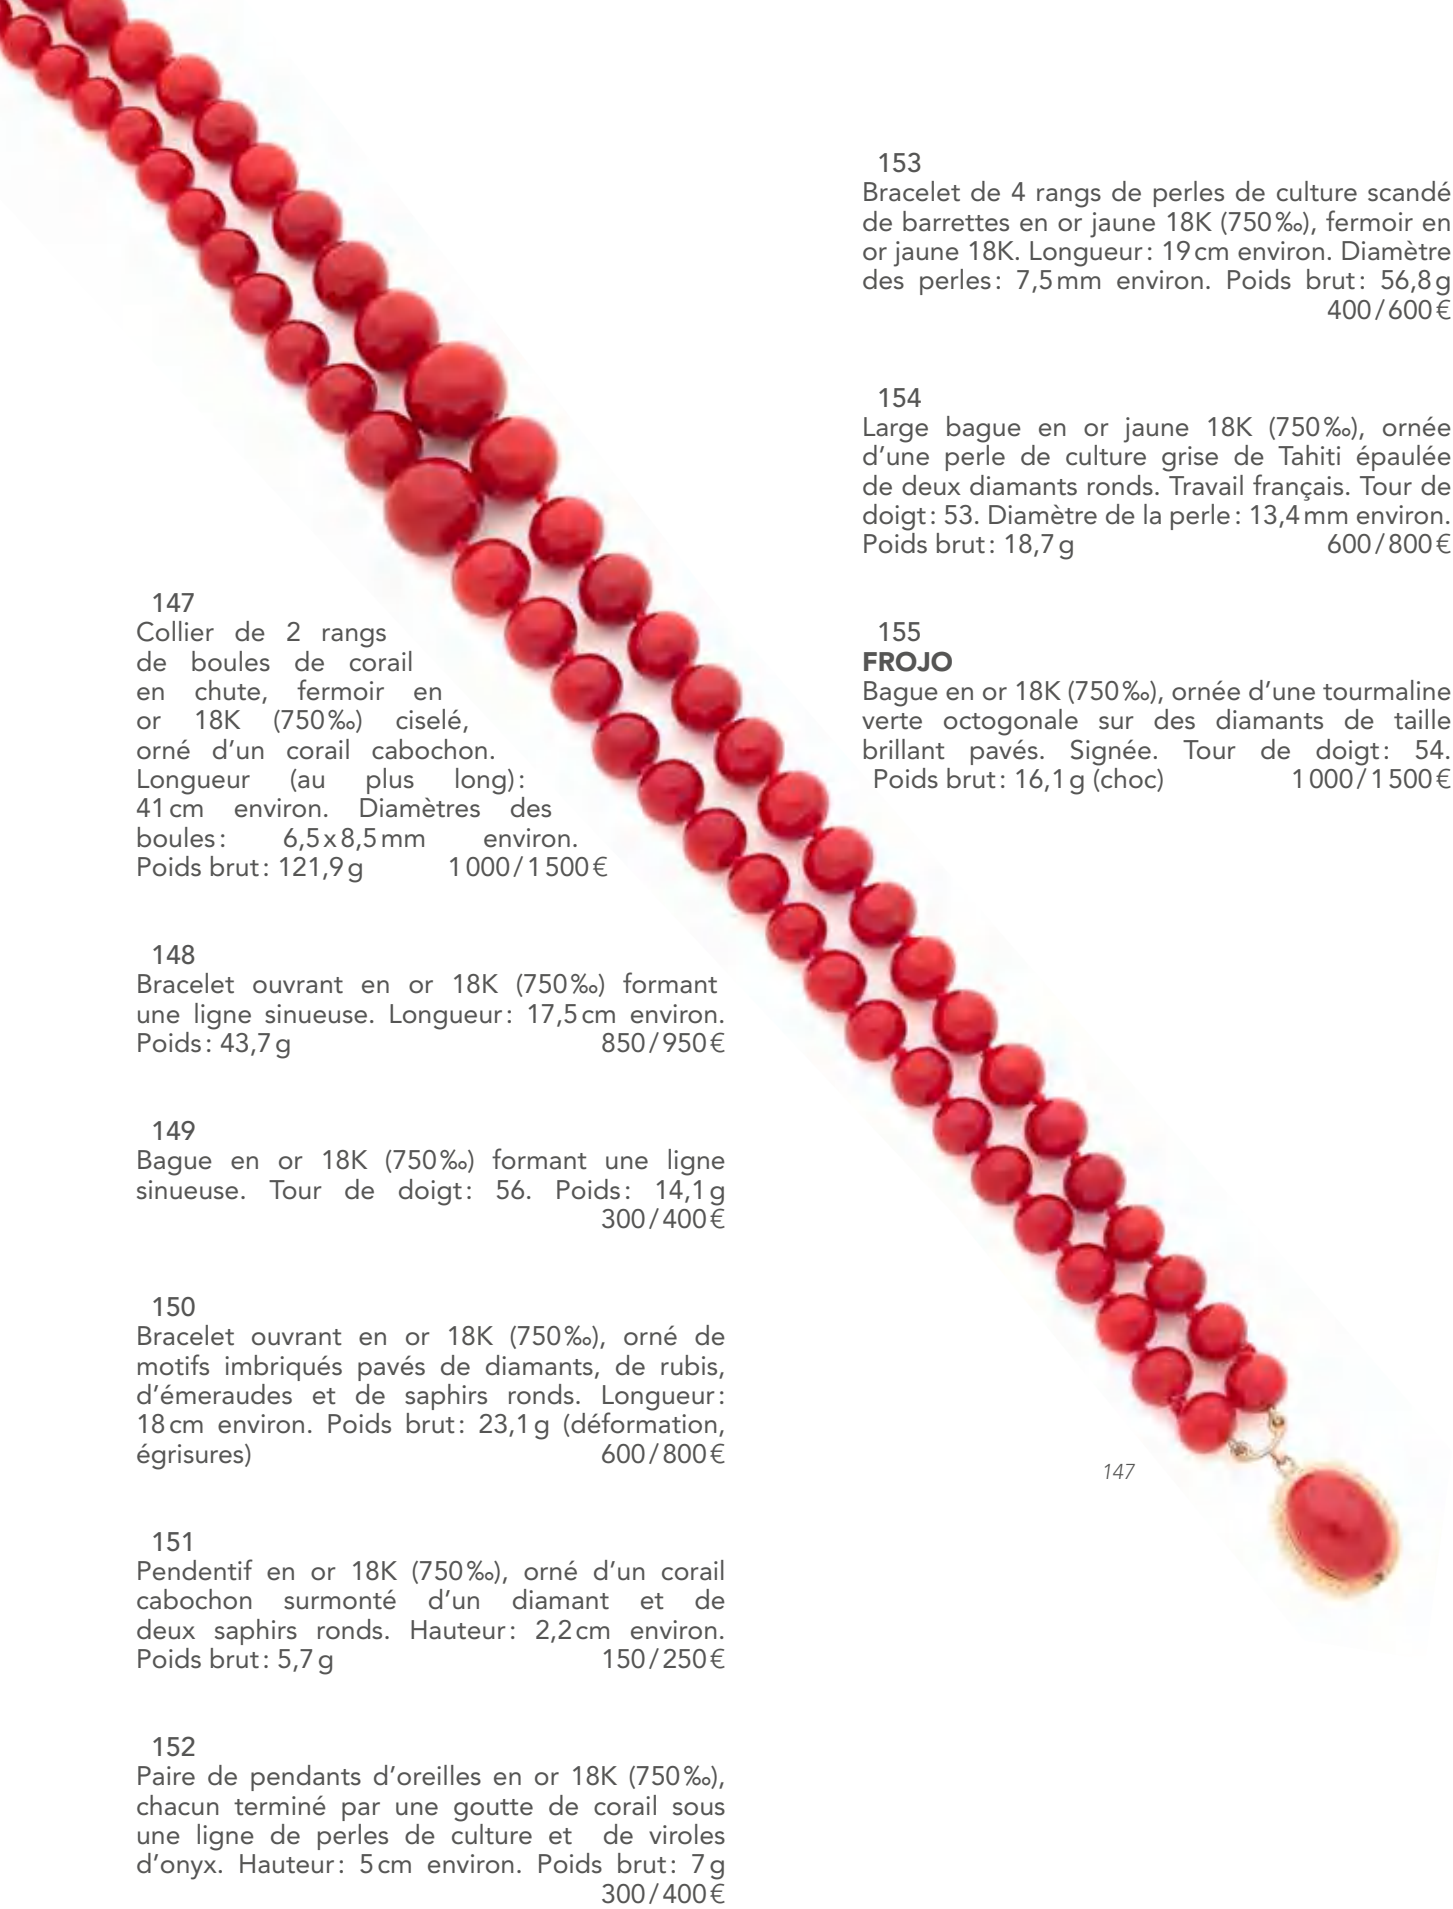 147
Collier de 2 rangs
de boules de corail
en chute, fermoir en
or 18K (750‰) ciselé,
orné d’un corail cabochon.
Longueur (au plus long) :
41 cm environ. Diamètres des
boules : 6,5 x 8,5 mm environ.
Poids brut : 121,9 g 1 000 / 1 500 €
148
Bracelet ouvrant en or 18K (750‰) formant
une ligne sinueuse. Longueur : 17,5 cm environ.
Poids : 43,7 g 850 / 950 €
149
Bague en or 18K (750‰) formant une ligne
sinueuse. Tour de doigt : 56. Poids : 14,1 g
300 / 400 €
150
Bracelet ouvrant en or 18K (750‰), orné de
motifs imbriqués pavés de diamants, de rubis,
d’émeraudes et de saphirs ronds. Longueur :
18 cm environ. Poids brut : 23,1 g (déformation,
égrisures) 600 / 800 €
151
Pendentif en or 18K (750‰), orné d’un corail
cabochon surmonté d’un diamant et de
deux saphirs ronds. Hauteur : 2,2 cm environ.
Poids brut : 5,7 g 150 / 250 €
152
Paire de pendants d’oreilles en or 18K (750‰),
chacun terminé par une goutte de corail sous
une ligne de perles de culture et de viroles
d’onyx. Hauteur : 5 cm environ. Poids brut : 7 g
300 / 400 €
153
Bracelet de 4 rangs de perles de culture scandé
de barrettes en or jaune 18K (750‰), fermoir en
or jaune 18K. Longueur : 19 cm environ. Diamètre
des perles : 7,5 mm environ. Poids brut : 56,8 g
400 / 600 €
154
Large bague en or jaune 18K (750‰), ornée
d’une perle de culture grise de Tahiti épaulée
de deux diamants ronds. Travail français. Tour de
doigt : 53. Diamètre de la perle : 13,4 mm environ.
Poids brut : 18,7 g 600 / 800 €
155
FROJO
Bague en or 18K (750‰), ornée d’une tourmaline
verte octogonale sur des diamants de taille
brillant pavés. Signée. Tour de doigt : 54.
Poids brut : 16,1 g (choc) 1 000 / 1 500 €
147